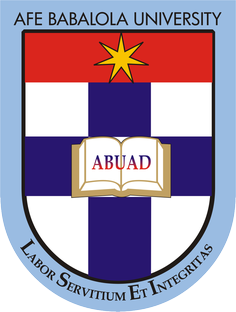 AFE BABALOLA UNIVERSITY
ABUAD
LABOR SERVITIUM ET INTEGRITAS